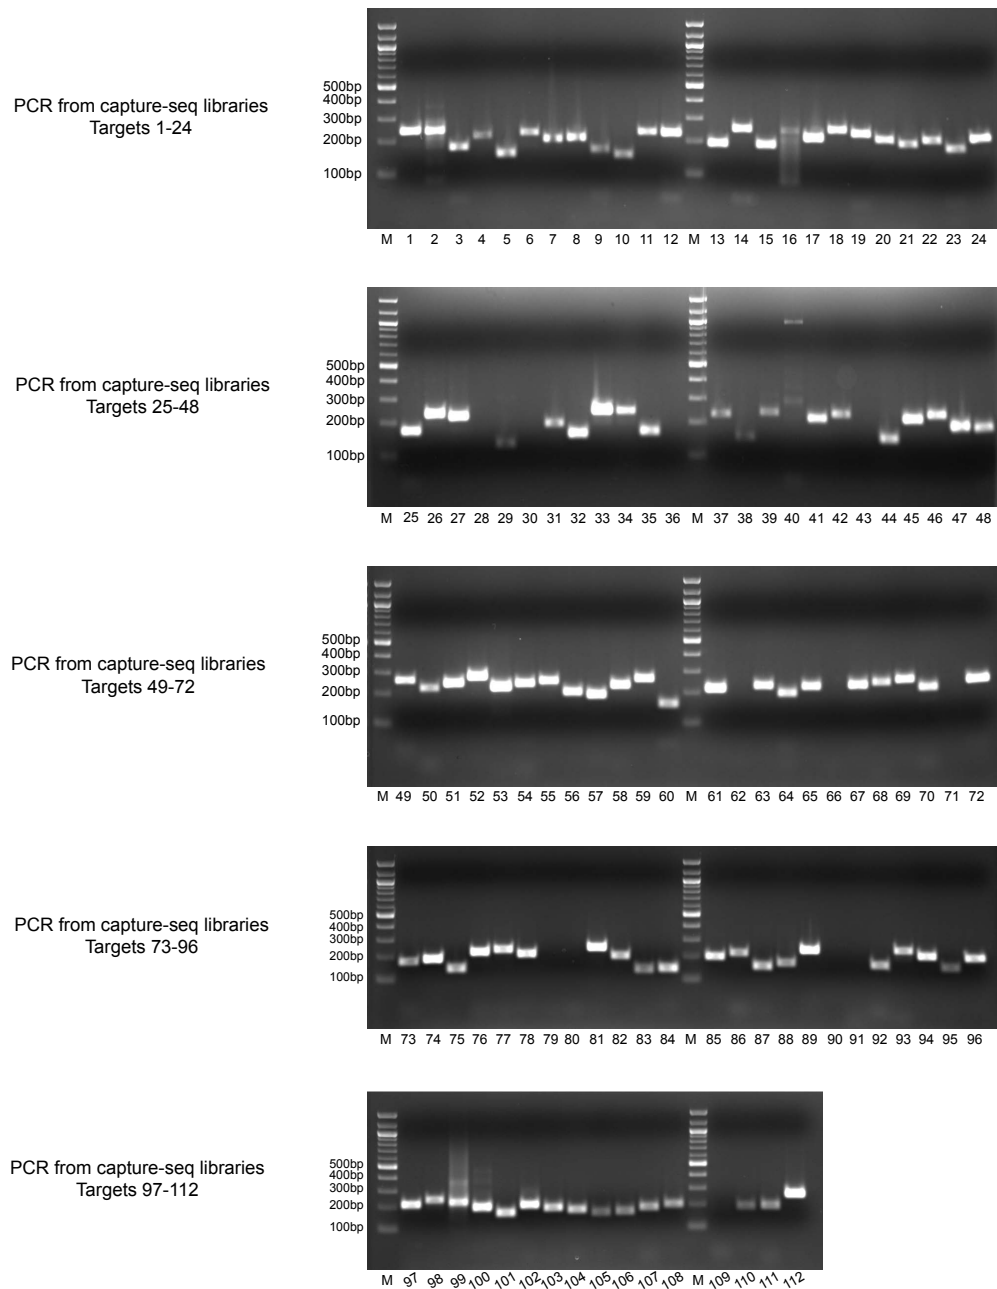 PCR from capture-seq libraries
Targets 1-24
500bp
400bp
300bp
200bp
100bp
M 1 2 3 4 5 6 7 8 9 10 11 12 M 13 14 15 16 17 18 19 20 21 22 23 24
PCR from capture-seq libraries
Targets 25-48
500bp
400bp
300bp
200bp
100bp
M 25 26 27 28 29 30 31 32 33 34 35 36 M 37 38 39 40 41 42 43 44 45 46 47 48
PCR from capture-seq libraries
Targets 49-72
500bp
400bp
300bp
200bp
100bp
M 49 50 51 52 53 54 55 56 57 58 59 60 M 61 62 63 64 65 66 67 68 69 70 71 72
PCR from capture-seq libraries
Targets 73-96
500bp
400bp
300bp
200bp
100bp
M 73 74 75 76 77 78 79 80 81 82 83 84 M 85 86 87 88 89 90 91 92 93 94 95 96
PCR from capture-seq libraries
Targets 97-112
500bp
400bp
300bp
200bp
100bp
M 97 98 99 100 101 102 103 104 105 106 107 108 M 109 110 111 112